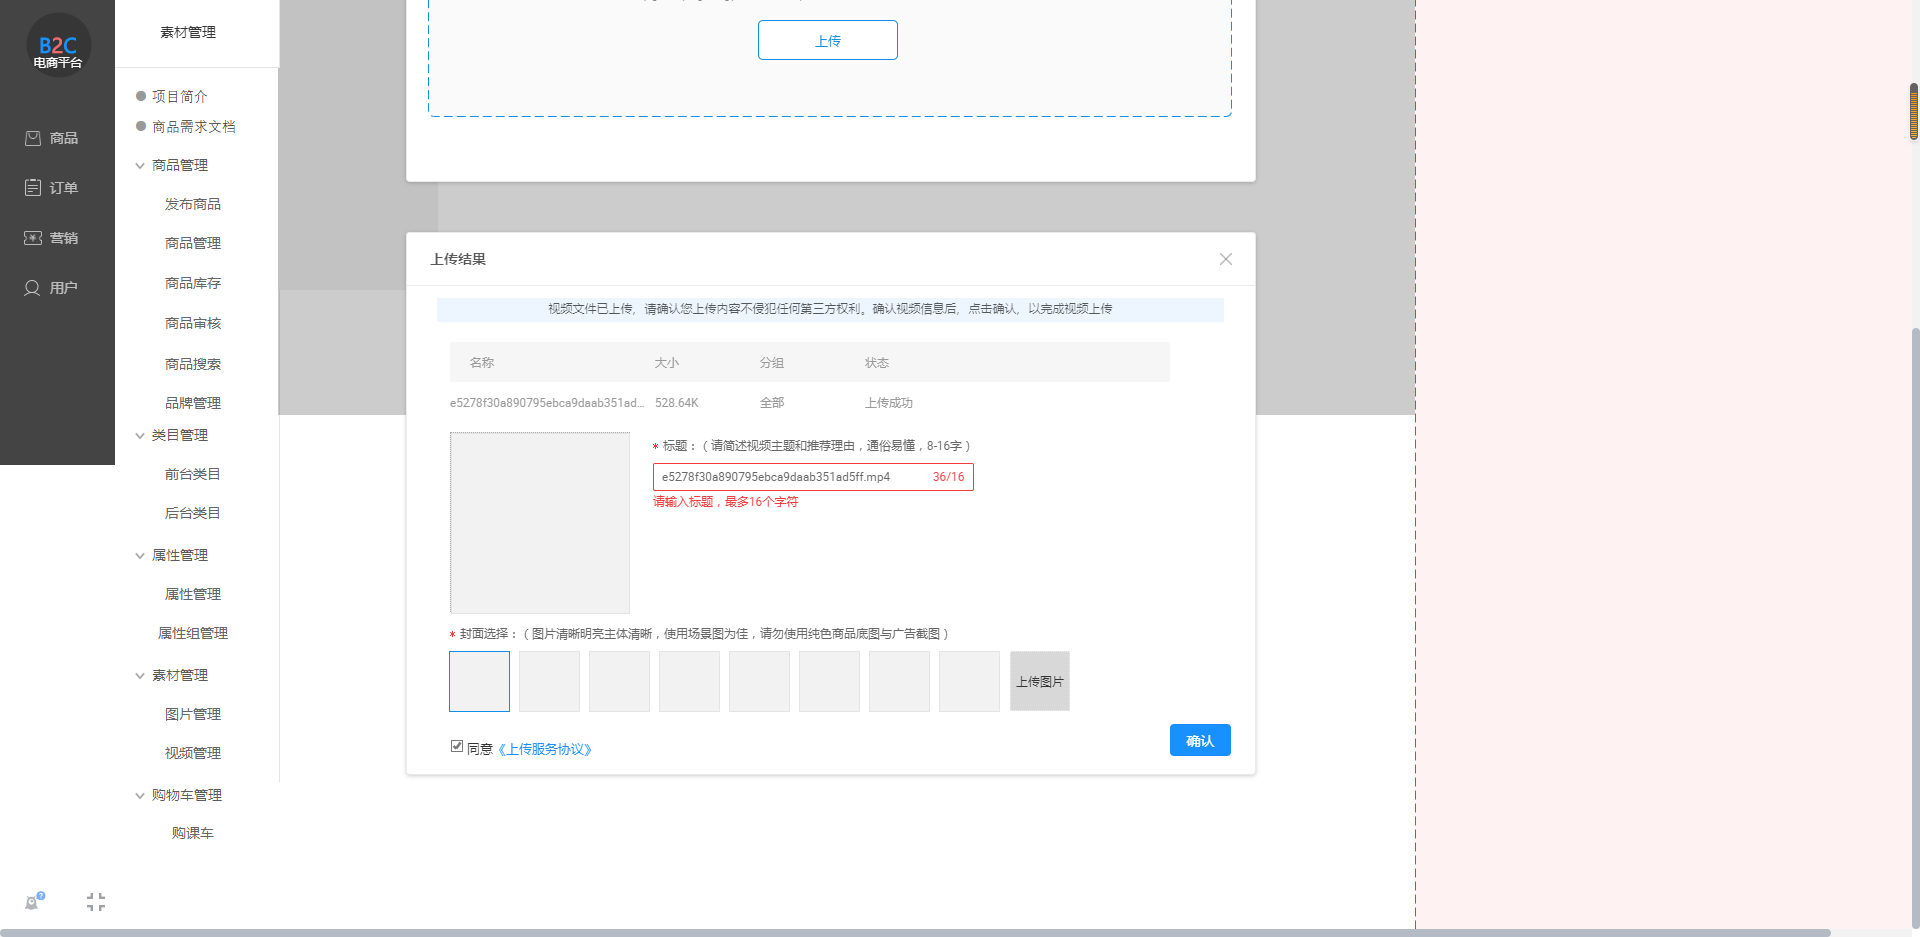 B2C
电商平台
商品
订单
营销
用户
素材管理
项目简介
商品需求文档
商品管理
发布商品
商品管理
商品库存
商品审核
商品搜索
品牌管理
类目管理
前台类目
后台类目
属性管理
属性管理
属性组管理
素材管理
图片管理
视频管理
购物车管理
购课车
上传
上传结果
视频文件已上传，请确认您上传内容不侵犯任何第三方权利。确认视频信息后，点击确认，以完成视频上传
名称 大小 分组 状态
e5278f30a890795ebca9daab351ad... 528.64K 全部 上传成功
* 标题：（请简述视频主题和推荐理由，通俗易懂，8-16字）
e5278f30a890795ebca9daab351ad5ff.mp4 36/16
请输入标题，最多16个字符
* 封面选择：（图片清晰明亮主体清晰，使用场景图为佳，请勿使用纯色商品底图与广告截图）
上传图片
同意《上传服务协议》
确认